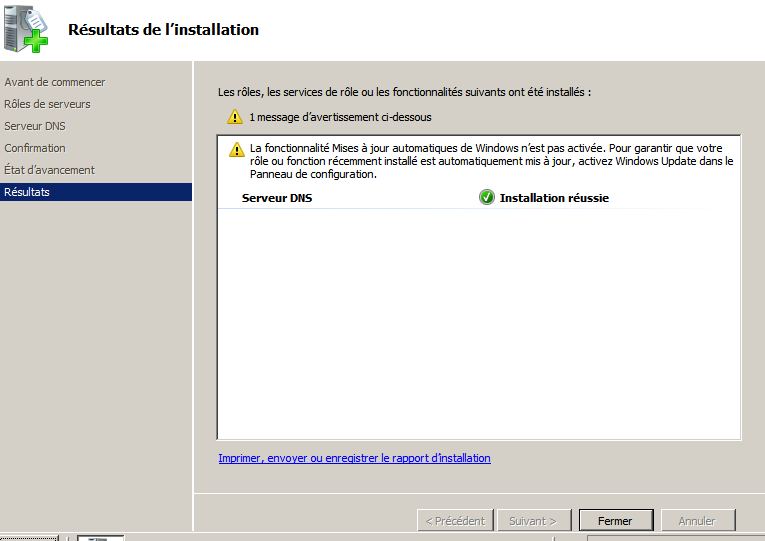 Résultats de l’installation
Avant de commencer
Rôles de serveurs
Serveur DNS
Confirmation
État d’avancement
Résultats
Les rôles, les services de rôle ou les fonctionnalités suivants ont été installés :
1 message d’avertissement ci-dessous
La fonctionnalité Mises à jour automatiques de Windows n’est pas activée. Pour garantir que votre
rôle ou fonction récemment installé est automatiquement mis à jour, activez Windows Update dans le
Panneau de configuration.
Serveur DNS Installation réussie
Imprimer, envoyer ou enregistrer le rapport d’installation
< Précédent Suivant > Fermer Annuler